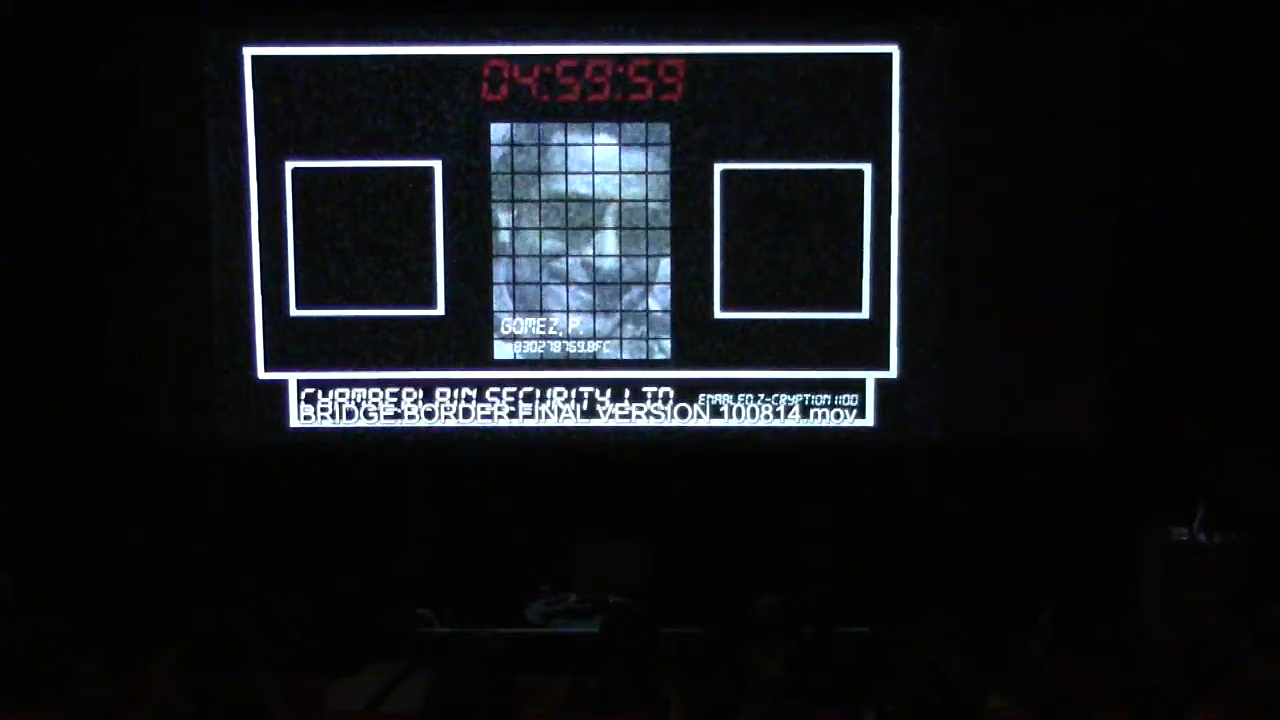 04:59:59
GOMEZ, P.
CHAMBERLAIN SECURITY LTD
ENABLED Z-CRYPTION 1100
BRIDGE.BORDER.FINAL VERSION 100814.mov